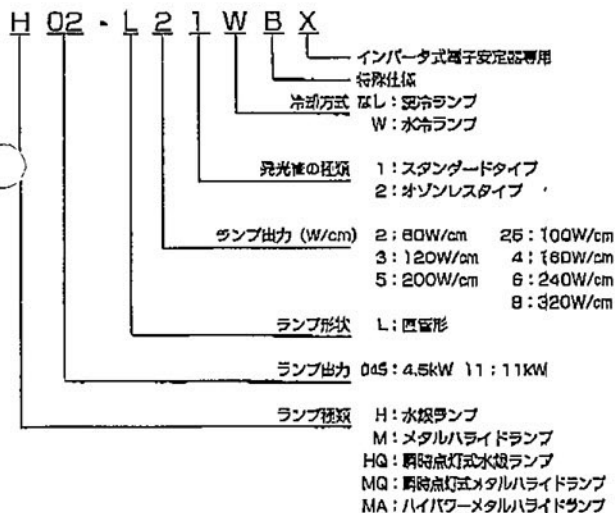 H 02 - L 2 1 W B X
インバータ式電子安定器専用
特殊仕様
冷却方式 なし：空冷ランプ
W：水冷ランプ
発光管の種類 1：スタンダードタイプ
2：オゾンレスタイプ
ランプ出力 (W/cm) 2：80W/cm 25：100W/cm
3：120W/cm 4：160W/cm
5：200W/cm 6：240W/cm
8：320W/cm
ランプ形状 L：直管形
ランプ出力 045：4.5kW 11：11kW
ランプ種類 H：水銀ランプ
M：メタルハライドランプ
HQ：瞬時点灯式水銀ランプ
MQ：瞬時点灯式メタルハライドランプ
MA：ハイパワーメタルハライドランプ